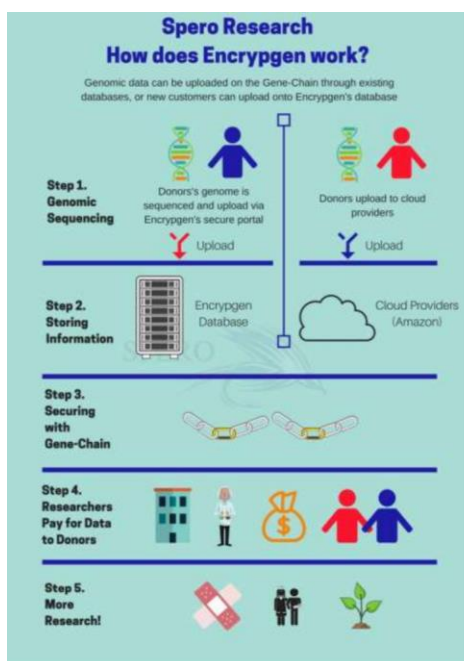 Spero Research
How does Encrypgen work?
Genomic data can be uploaded on the Gene-Chain through existing
databases, or new customers can upload onto Encrypgen's database
Step 1.
Genomic
Sequencing
Donors's genome is
sequenced and upload via
Encrypgen's secure portal
Upload
Donors upload to cloud
providers
Upload
Step 2.
Storing
Information
Encrypgen
Database
Cloud Providers
(Amazon)
SPERO
Step 3.
Securing
with
Gene-Chain
Step 4.
Researchers
Pay for Data
to Donors
$
Step 5.
More
Research!